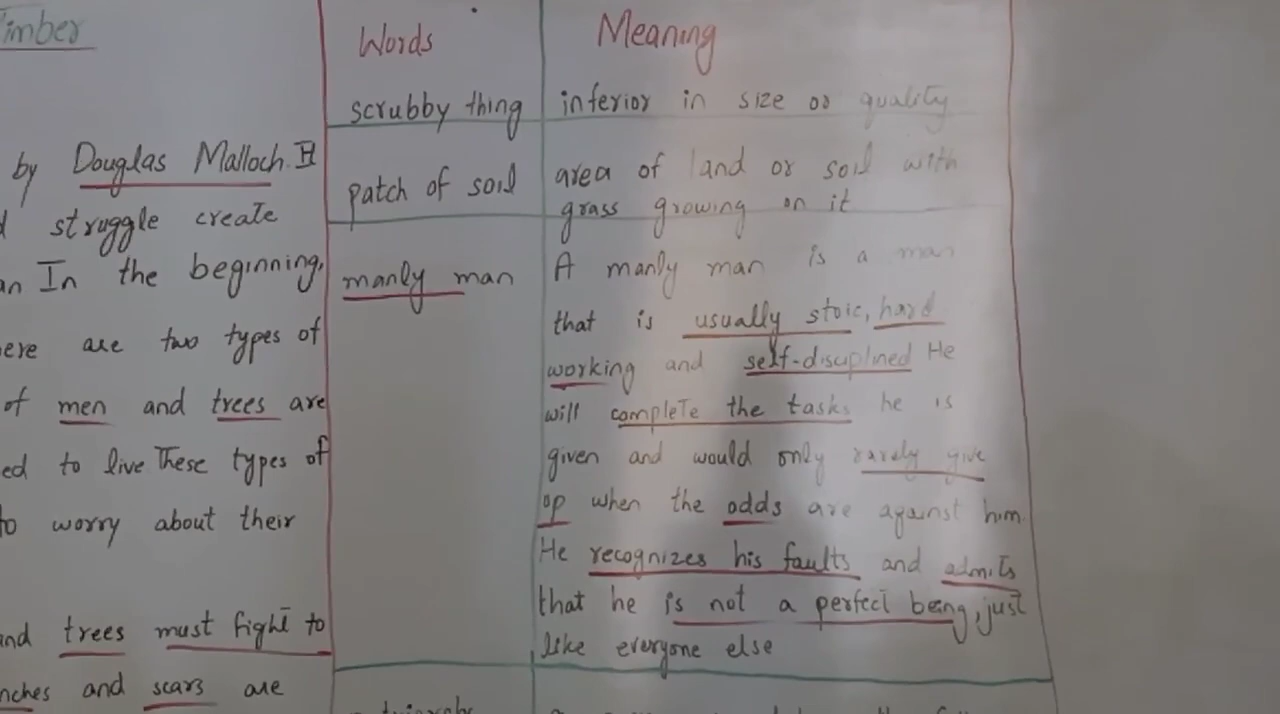 Timber
by Douglas Malloch. It
struggle create
In the beginning,
ere are two types of
of men and trees are
ed to live These types of
to worry about their
and trees must fight to
nches and scars are
Words
Meaning
scrubby thing
inferior in size or quality
patch of soil
area of land or soil with
grass growing on it
manly man
A manly man is a man
that is usually stoic, hard
working and self-disciplined He
will complete the tasks he is
given and would only rarely give
op when the odds are against him
He recognizes his faults and admits
that he is not a perfect being, just
like everyone else